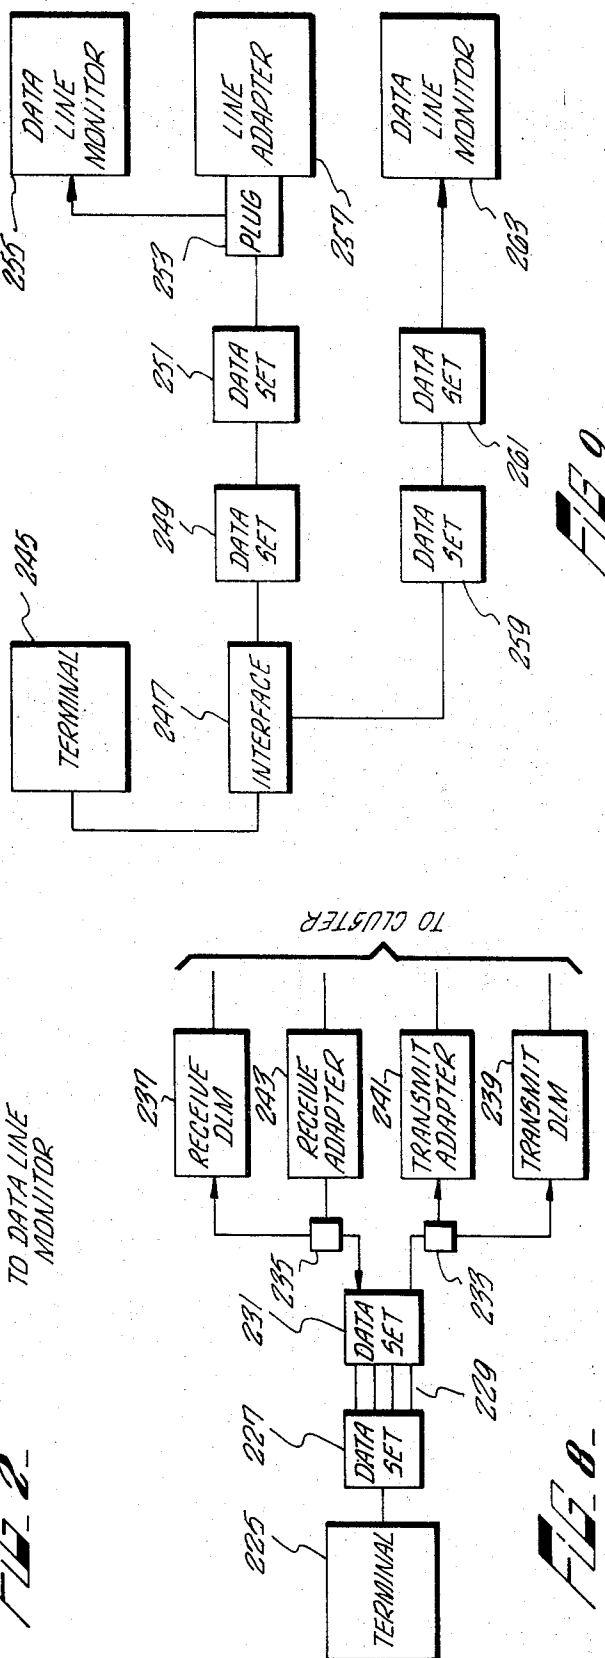 FIG_2_
TO DATA LINE
MONITOR
225
TERMINAL
227
DATA
SET
229
231
DATA
SET
235
233
237
RECEIVE
DLM
243
RECEIVE
ADAPTER
241
TRANSMIT
ADAPTER
239
TRANSMIT
DLM
TO CLUSTER
FIG_8_
245
TERMINAL
247
INTERFACE
249
DATA
SET
251
DATA
SET
253
PLUG
255
DATA
LINE
MONITOR
LINE
ADAPTER
257
259
DATA
SET
261
DATA
SET
263
DATA
LINE
MONITOR
FIG_9